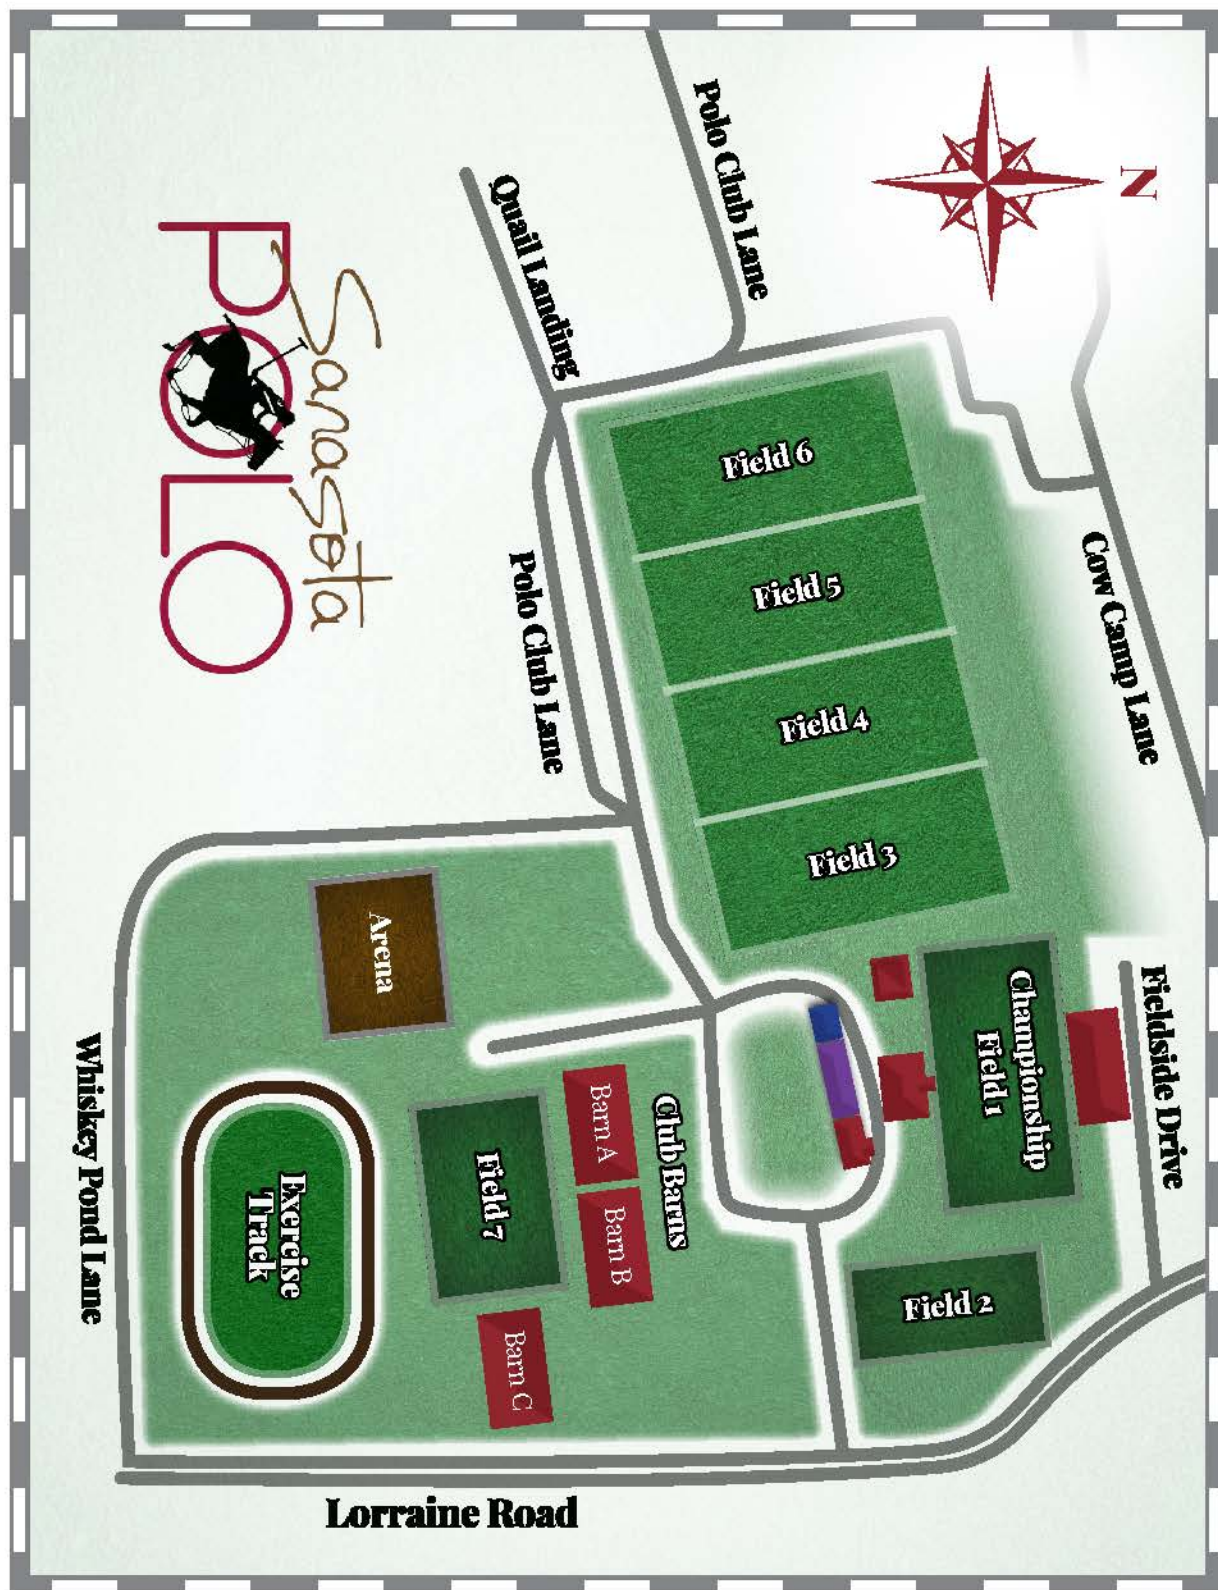 N
Polo Club Lane
Quail Landing
Sarasota
POLO
Field 6
Field 5
Field 4
Field 3
Cow Camp Lane
Polo Club Lane
Arena
Championship
Field 1
Fieldside Drive
Club Barns
Barn A
Barn B
Barn C
Field 7
Field 2
Exercise
Track
Whiskey Pond Lane
Lorraine Road